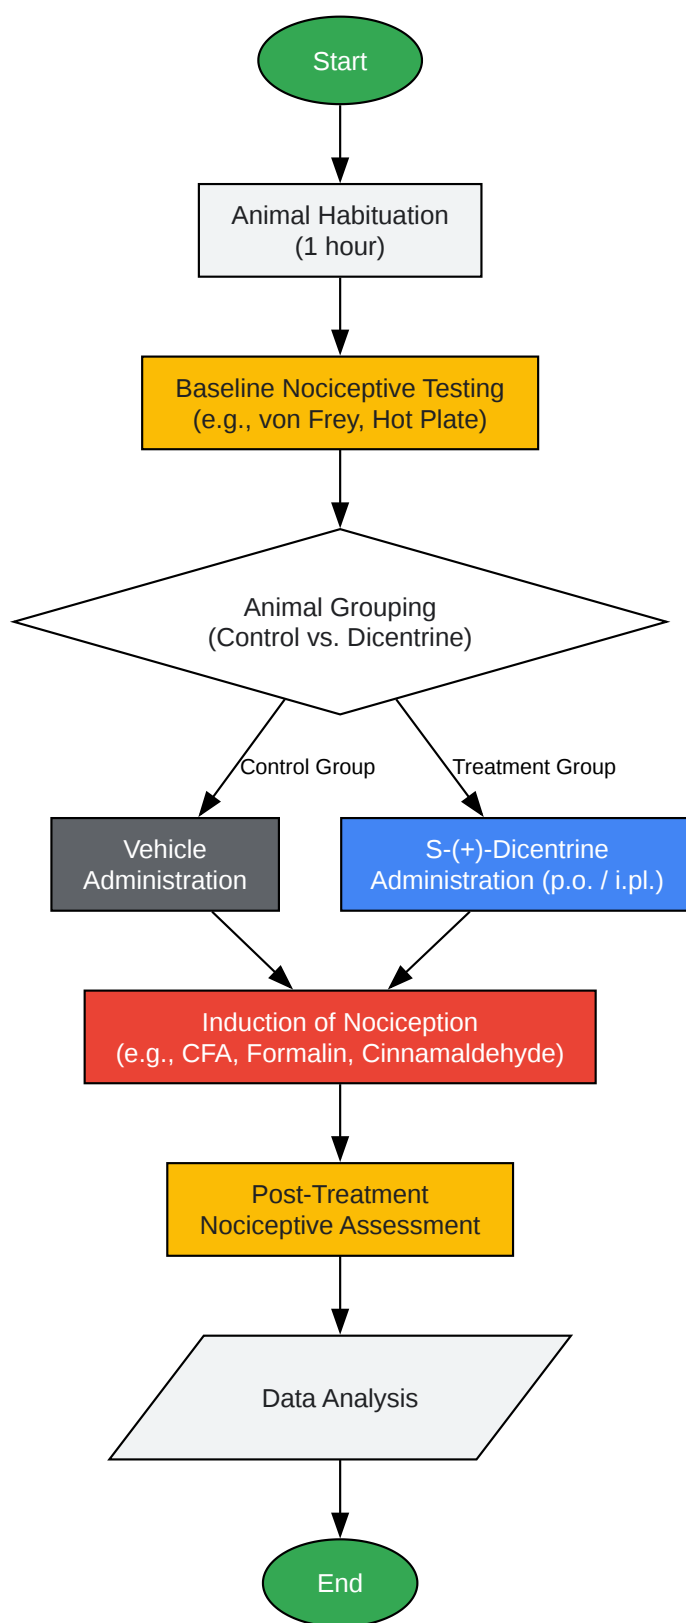 Start
Animal Habituation
(1 hour)
Baseline Nociceptive Testing
(e.g., von Frey, Hot Plate)
Animal Grouping
(Control vs. Dicentrine)
Control Group
Treatment Group
Vehicle
Administration
S-(+)-Dicentrine
Administration (p.o. / i.pl.)
Induction of Nociception
(e.g., CFA, Formalin, Cinnamaldehyde)
Post-Treatment
Nociceptive Assessment
Data Analysis
End